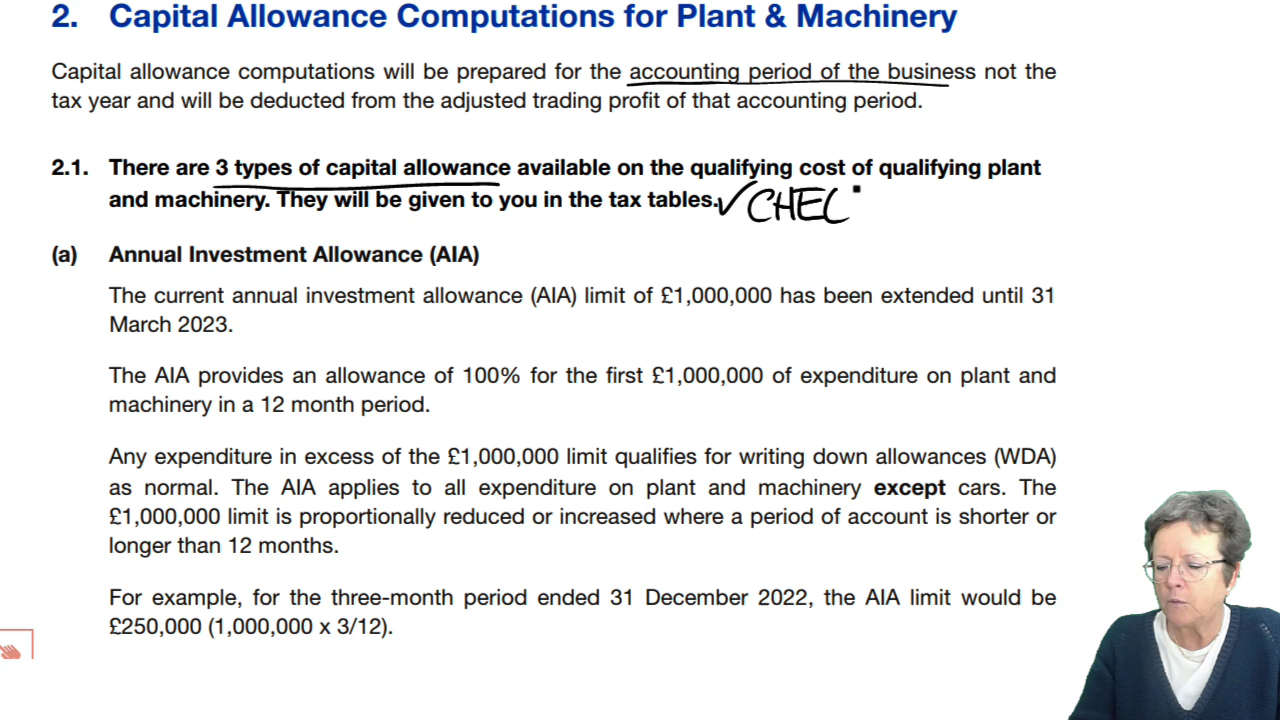 2. Capital Allowance Computations for Plant & Machinery
Capital allowance computations will be prepared for the accounting period of the business not the
tax year and will be deducted from the adjusted trading profit of that accounting period.
2.1. There are 3 types of capital allowance available on the qualifying cost of qualifying plant
and machinery. They will be given to you in the tax tables. ✓ CHEC
(a) Annual Investment Allowance (AIA)
The current annual investment allowance (AIA) limit of £1,000,000 has been extended until 31
March 2023.
The AIA provides an allowance of 100% for the first £1,000,000 of expenditure on plant and
machinery in a 12 month period.
Any expenditure in excess of the £1,000,000 limit qualifies for writing down allowances (WDA)
as normal. The AIA applies to all expenditure on plant and machinery except cars. The
£1,000,000 limit is proportionally reduced or increased where a period of account is shorter or
longer than 12 months.
For example, for the three-month period ended 31 December 2022, the AIA limit would be
£250,000 (1,000,000 x 3/12).